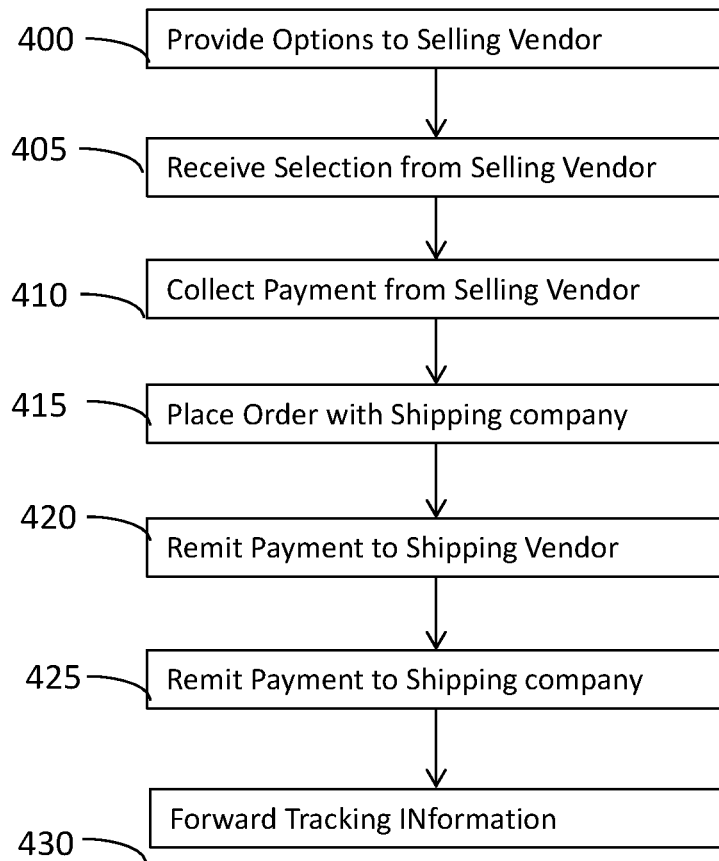 400 Provide Options to Selling Vendor
405 Receive Selection from Selling Vendor
410 Collect Payment from Selling Vendor
415 Place Order with Shipping company
420 Remit Payment to Shipping Vendor
425 Remit Payment to Shipping company
430 Forward Tracking INformation